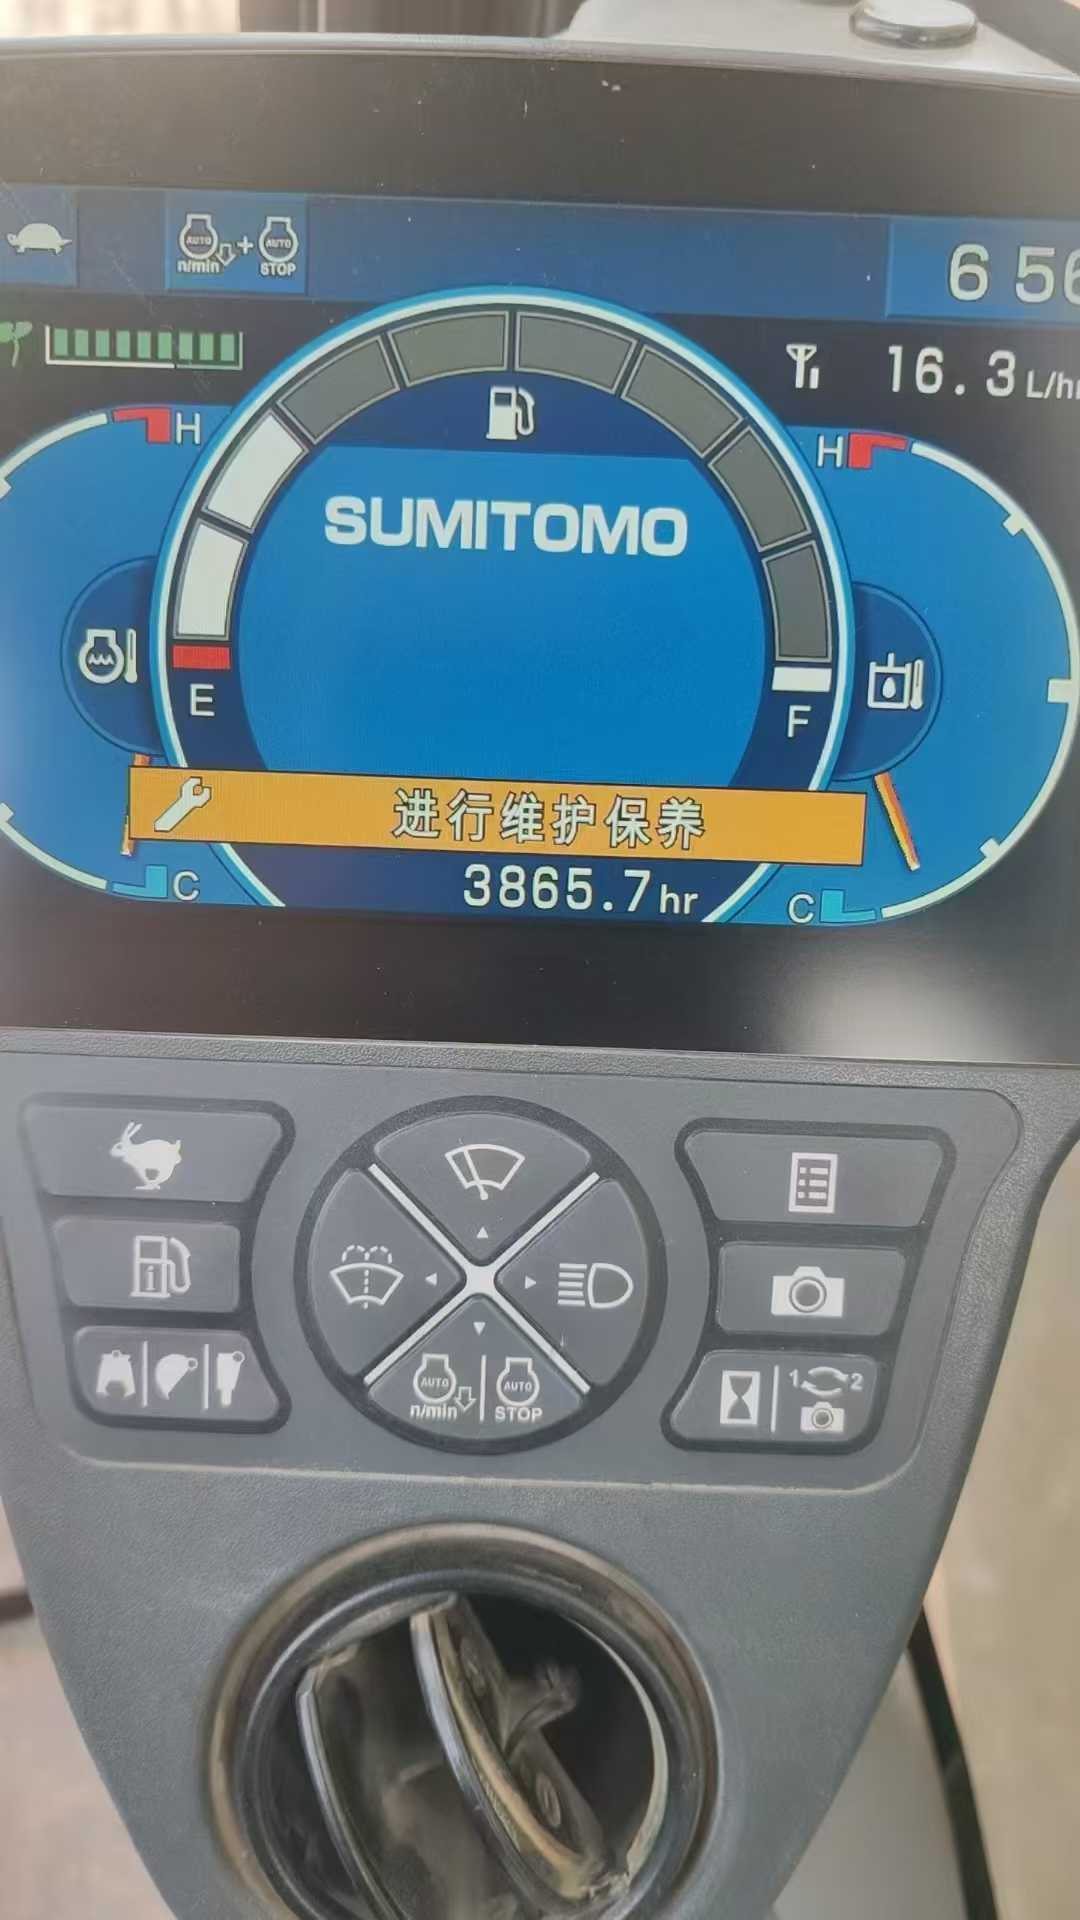 AUTO
n/min
+
AUTO
STOP
6 56
16.3 L/hr
H
H
SUMITOMO
E
F
进行维护保养
3865.7 hr
C
C
i
AUTO
n/min
AUTO
STOP
1
2